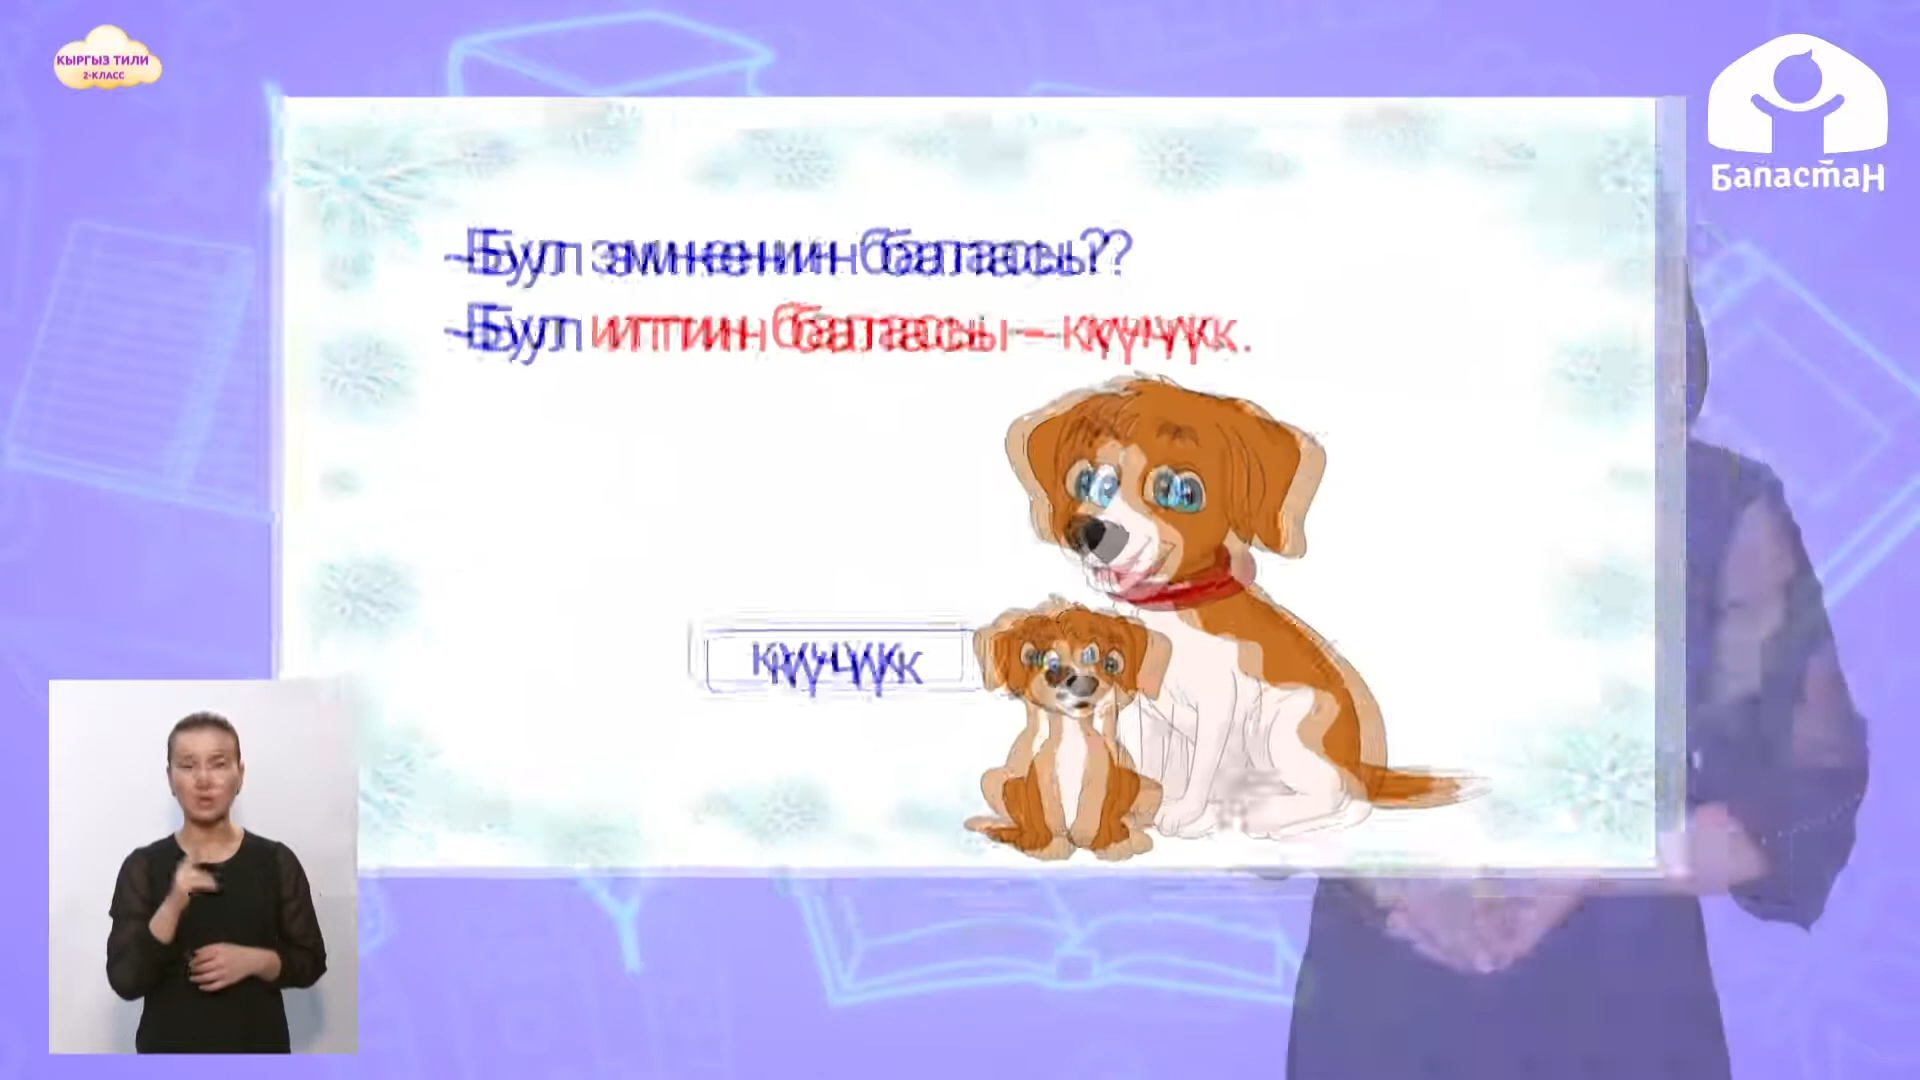 КЫРГЫЗ ТИЛИ
2-КЛАСС
Баластан
-Бул эмненин баласы?
-Бул иттин баласы – күчүк.
күчүк